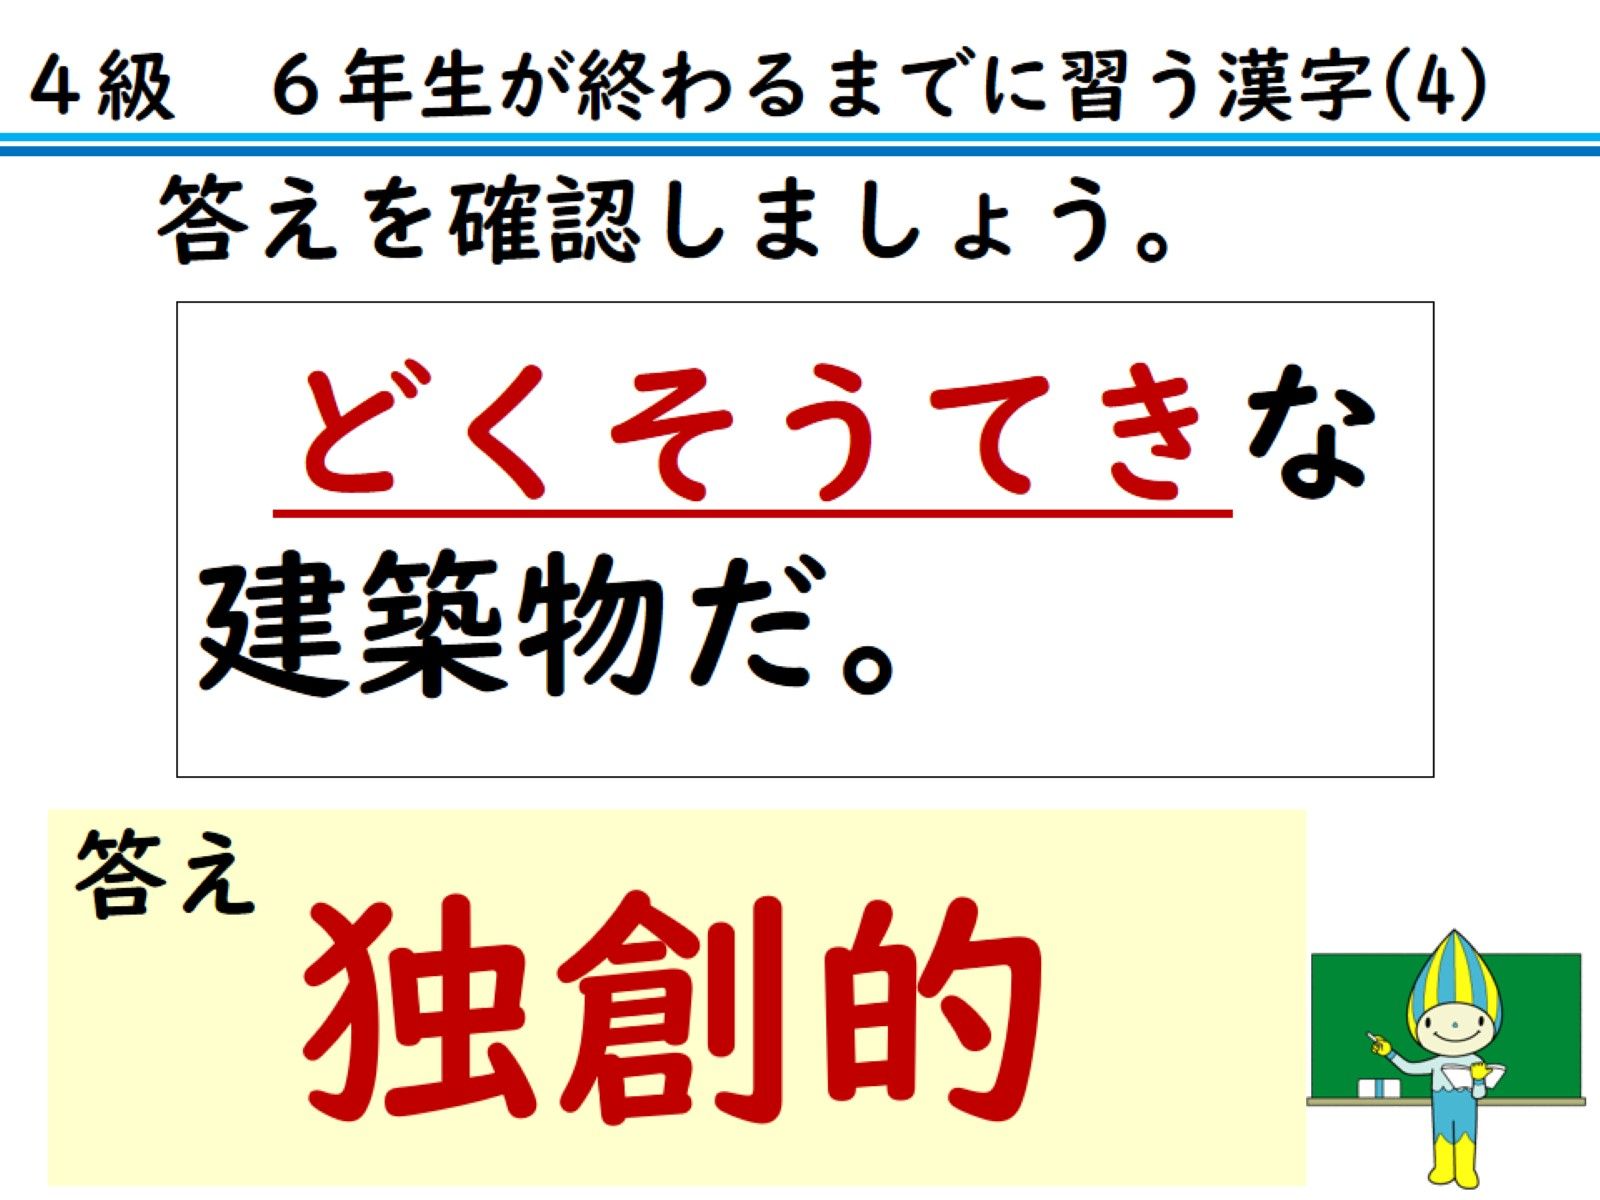 ４級　６年生が終わるまでに習う漢字(4)
答えを確認しましょう。
どくそうてきな
建築物だ。
答え
独創的